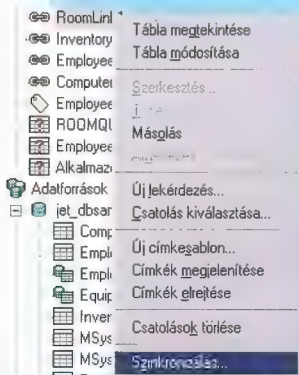 RoomLinl
Inventory
Employee
Computer
Employee
ROOMQU
Employee
Alkalmaz
Adatforrások
jet_dbsar
Comp
Empl
Empl
Equip
Inver
MSys
MSys
Tábla megtekintése
Tábla módosítása
Szerkesztés...
Másolás
Új lekérdezés...
Csatolás kiválasztása...
Új címkesablon...
Címkék megjelenítése
Címkék elrejtése
Csatolások törlése
Szinkronizálás...